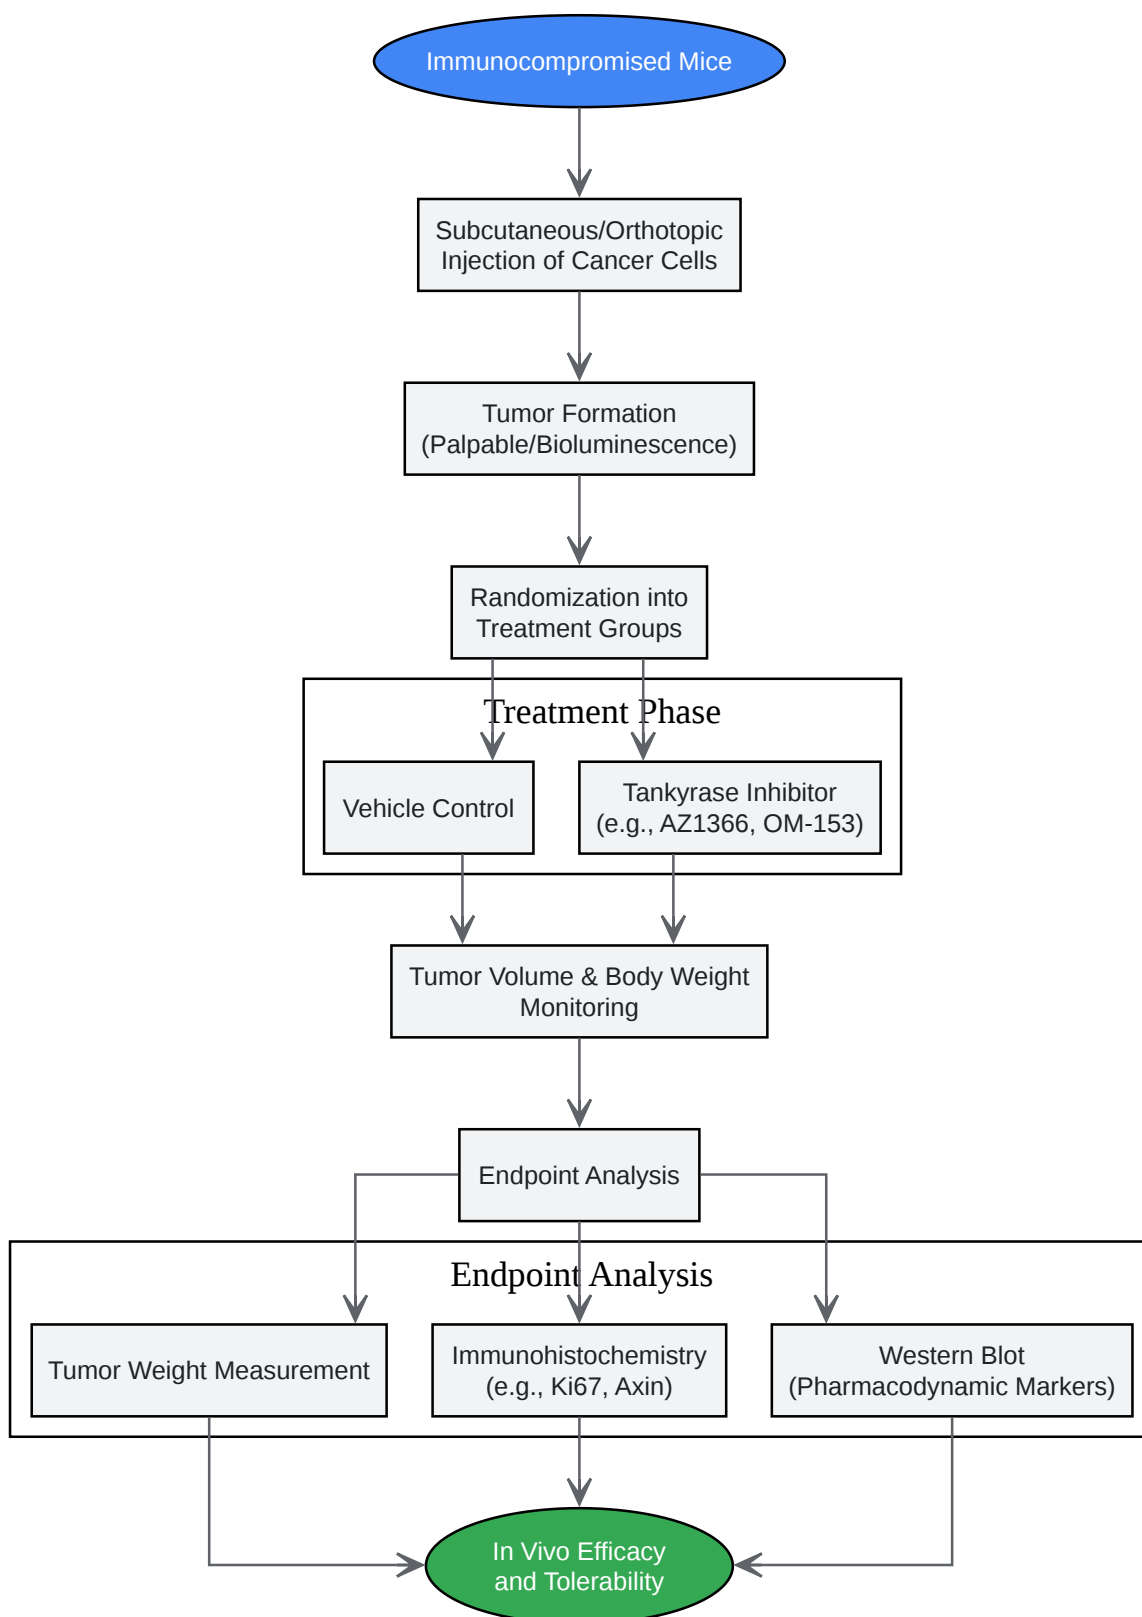 Immunocompromised Mice
Subcutaneous/Orthotopic
Injection of Cancer Cells
Tumor Formation
(Palpable/Bioluminescence)
Randomization into
Treatment Groups
Treatment Phase
Vehicle Control
Tankyrase Inhibitor
(e.g., AZ1366, OM-153)
Tumor Volume & Body Weight
Monitoring
Endpoint Analysis
Endpoint Analysis
Tumor Weight Measurement
Immunohistochemistry
(e.g., Ki67, Axin)
Western Blot
(Pharmacodynamic Markers)
In Vivo Efficacy
and Tolerability